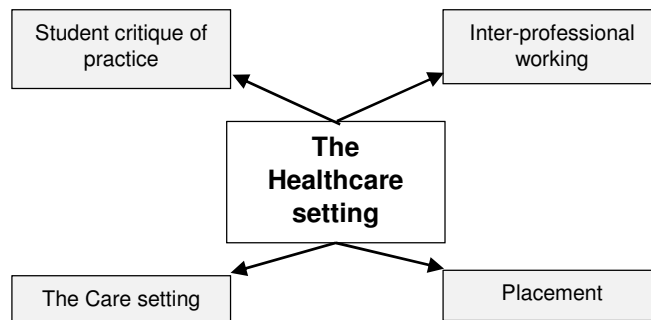 Student critique of
practice
Inter-professional
working
The
Healthcare
setting
The Care setting
Placement